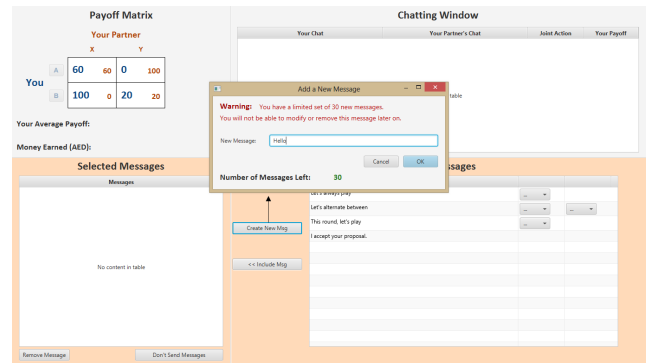 Payoff Matrix
Your Partner
X Y
You
A 60 60 0 100
B 100 0 20 20
Your Average Payoff:
Money Earned (AED):
Chatting Window
Your Chat Your Partner's Chat Joint Action Your Payoff
table
Add a New Message
Warning: You have a limited set of 30 new messages.
You will not be able to modify or remove this message later on.
New Message: Hello
Cancel OK
Number of Messages Left: 30
Selected Messages
Messages
No content in table
Remove Message Don't Send Messages
ssages
Let's always play
Let's alternate between
This round, let's play
I accept your proposal.
Create New Msg
<< Include Msg